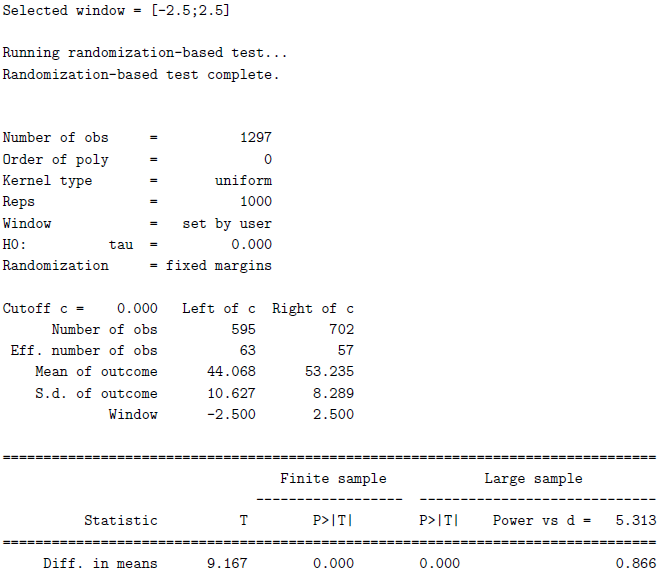 Selected window = [-2.5;2.5]
Running randomization-based test...
Randomization-based test complete.
Number of obs = 1297
Order of poly = 0
Kernel type = uniform
Reps = 1000
Window = set by user
H0: tau = 0.000
Randomization = fixed margins
Cutoff c = 0.000 Left of c Right of c
Number of obs 595 702
Eff. number of obs 63 57
Mean of outcome 44.068 53.235
S.d. of outcome 10.627 8.289
Window -2.500 2.500
================================================================================
Finite sample Large sample
------------------ -----------------------------
Statistic T P>|T| P>|T| Power vs d = 5.313
================================================================================
Diff. in means 9.167 0.000 0.000 0.866